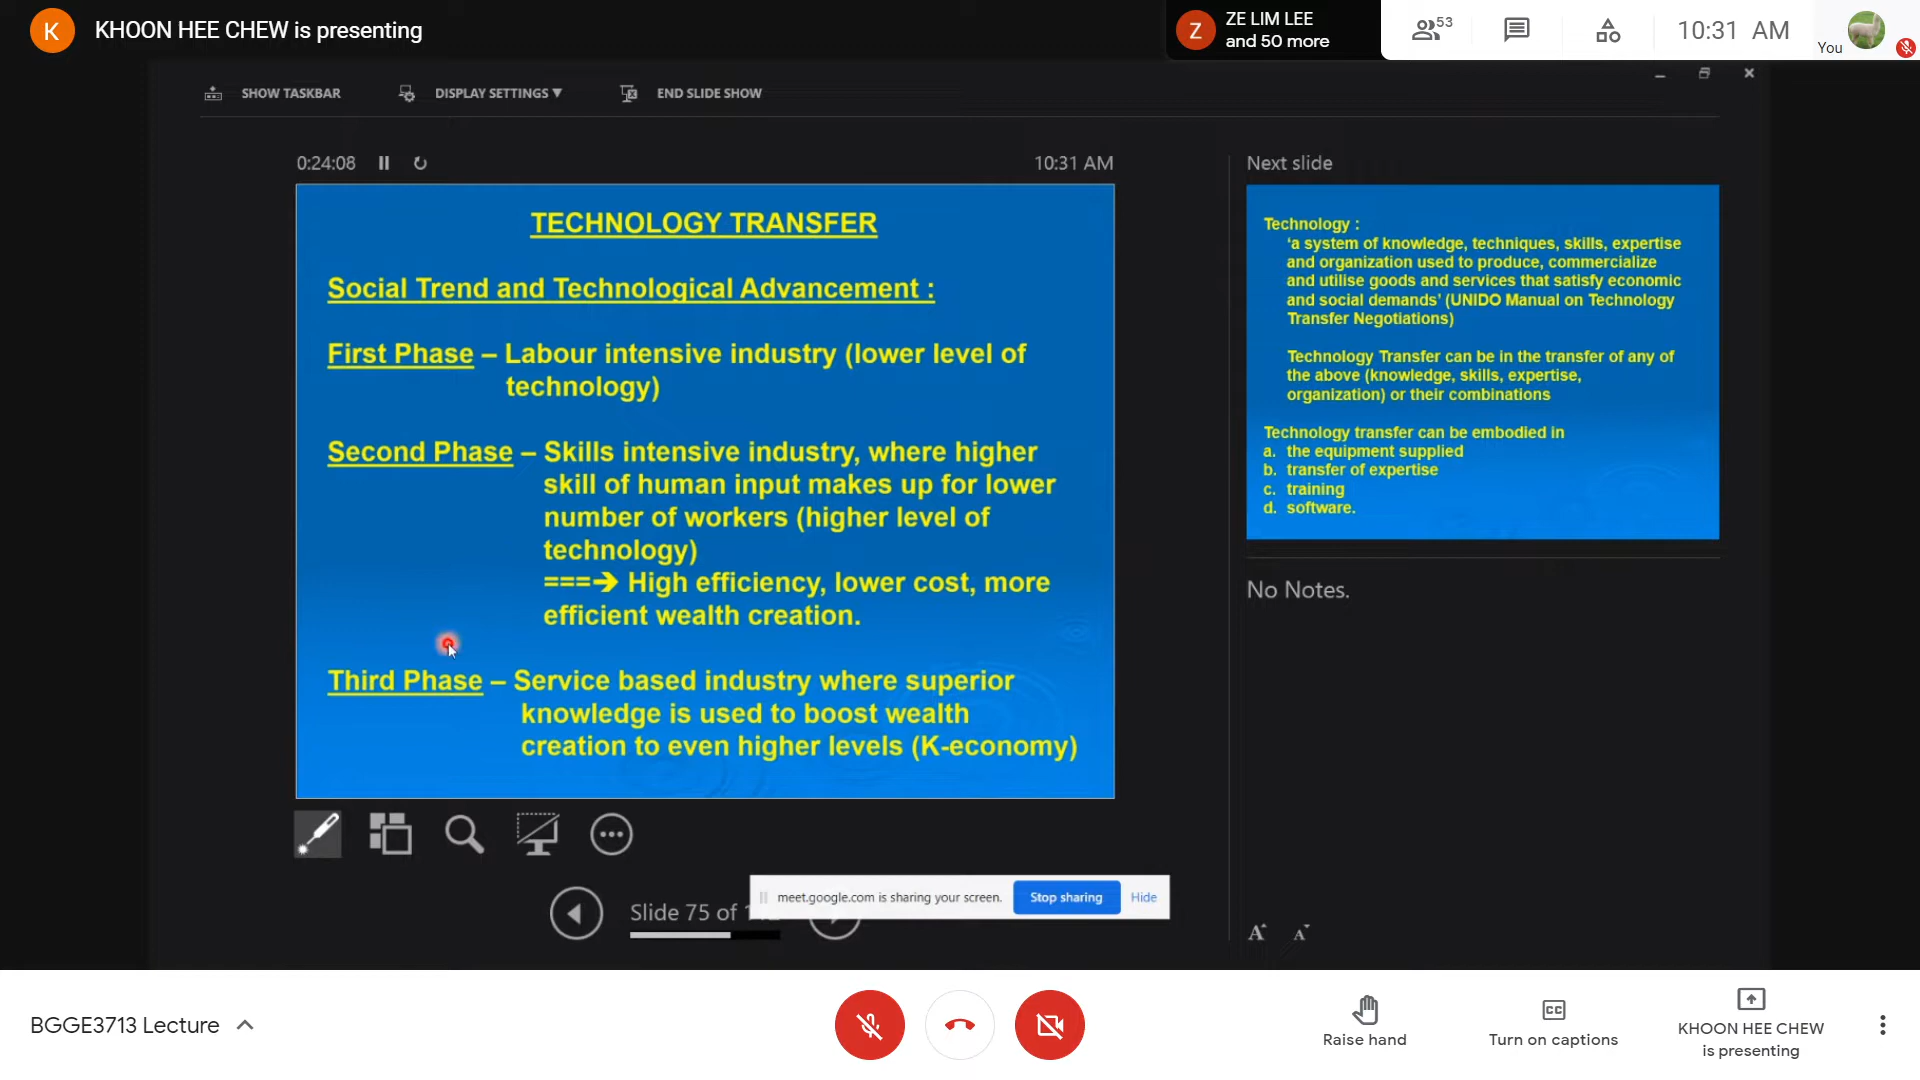 K
KHOON HEE CHEW is presenting
Z
ZE LIM LEE
and 50 more
53
10:31 AM
You
SHOW TASKBAR
DISPLAY SETTINGS ▼
END SLIDE SHOW
0:24:08
10:31 AM
TECHNOLOGY TRANSFER
Social Trend and Technological Advancement :
First Phase – Labour intensive industry (lower level of
technology)
Second Phase – Skills intensive industry, where higher
skill of human input makes up for lower
number of workers (higher level of
technology)
===➔ High efficiency, lower cost, more
efficient wealth creation.
Third Phase – Service based industry where superior
knowledge is used to boost wealth
creation to even higher levels (K-economy)
Next slide
Technology :
‘a system of knowledge, techniques, skills, expertise
and organization used to produce, commercialize
and utilise goods and services that satisfy economic
and social demands’ (UNIDO Manual on Technology
Transfer Negotiations)
Technology Transfer can be in the transfer of any of
the above (knowledge, skills, expertise,
organization) or their combinations
Technology transfer can be embodied in
a. the equipment supplied
b. transfer of expertise
c. training
d. software.
No Notes.
Slide 75 of
meet.google.com is sharing your screen.
Stop sharing
Hide
A A
BGGE3713 Lecture
Raise hand
CC
Turn on captions
KHOON HEE CHEW
is presenting